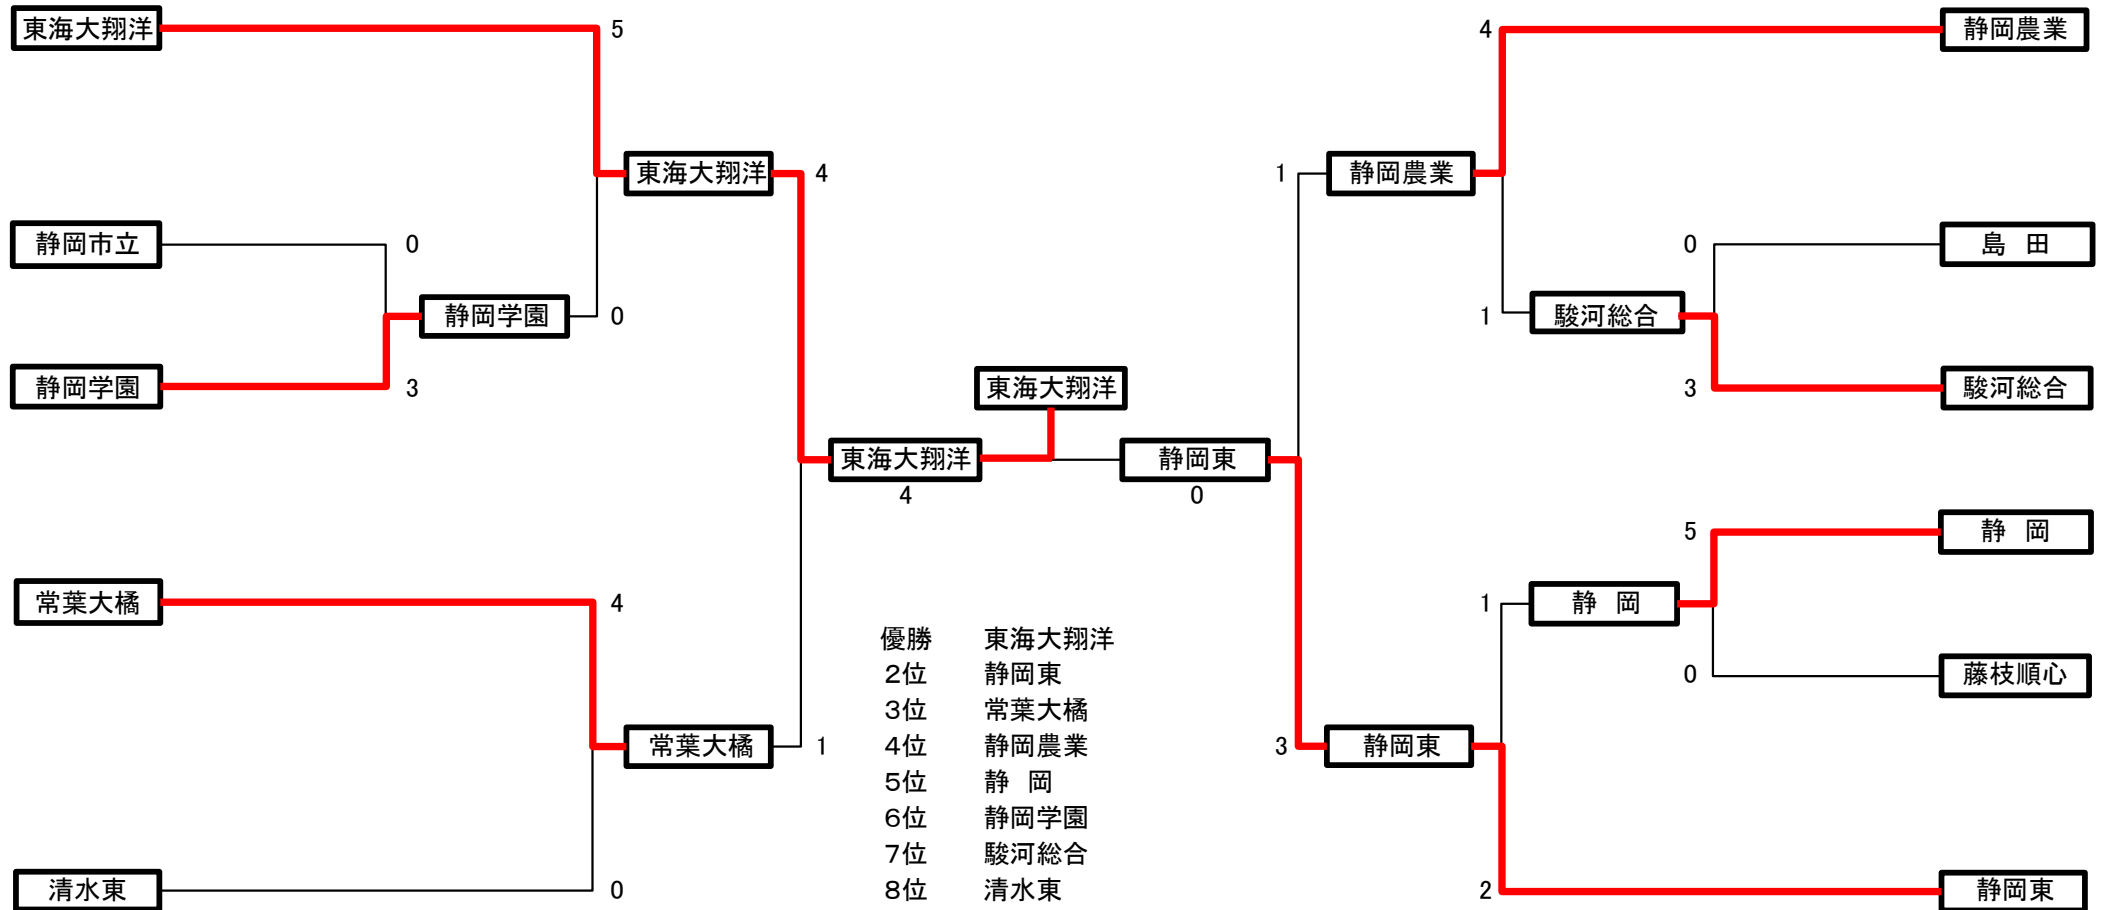 東海大翔洋
5
4
静岡農業
東海大翔洋
4
1
静岡農業
静岡市立
0
0
島 田
静岡学園
0
1
駿河総合
静岡学園
3
東海大翔洋
3
駿河総合
東海大翔洋
静岡東
4
0
5
静 岡
常葉大橘
4
1
静 岡
優勝 東海大翔洋
2位 静岡東
0
藤枝順心
3位 常葉大橘
常葉大橘
1
4位 静岡農業
3
静岡東
5位 静 岡
6位 静岡学園
7位 駿河総合
清水東
0
8位 清水東
2
静岡東